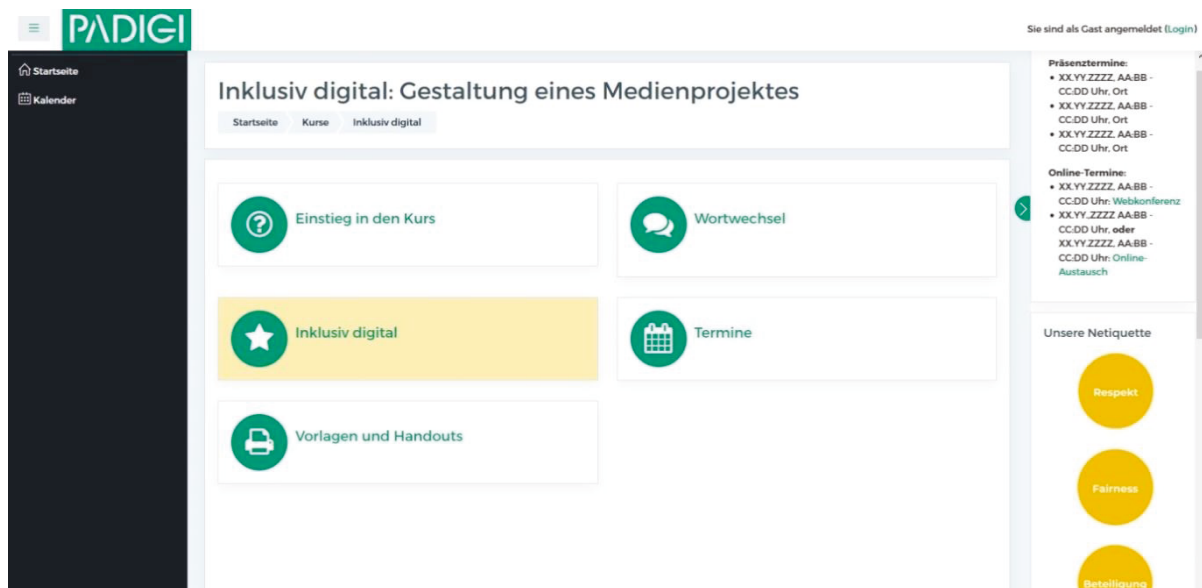 PADIGI
Sie sind als Gast angemeldet (Login)
Startseite
Kalender
Inklusiv digital: Gestaltung eines Medienprojektes
Startseite Kurse Inklusiv digital
Einstieg in den Kurs
Wortwechsel
Inklusiv digital
Termine
Vorlagen und Handouts
Präsenztermine:
• XX.YY.ZZZZ, AA:BB -
CC:DD Uhr, Ort
• XX.YY.ZZZZ, AA:BB -
CC:DD Uhr, Ort
• XX.YY.ZZZZ, AA:BB -
CC:DD Uhr, Ort
Online-Termine:
• XX.YY.ZZZZ, AA:BB -
CC:DD Uhr: Webkonferenz
• XX.YY..ZZZZ AA:BB -
CC:DD Uhr, oder
XX.YY.ZZZZ, AA:BB -
CC:DD Uhr: Online-
Austausch
Unsere Netiquette
Respekt
Fairness
Beteiligung